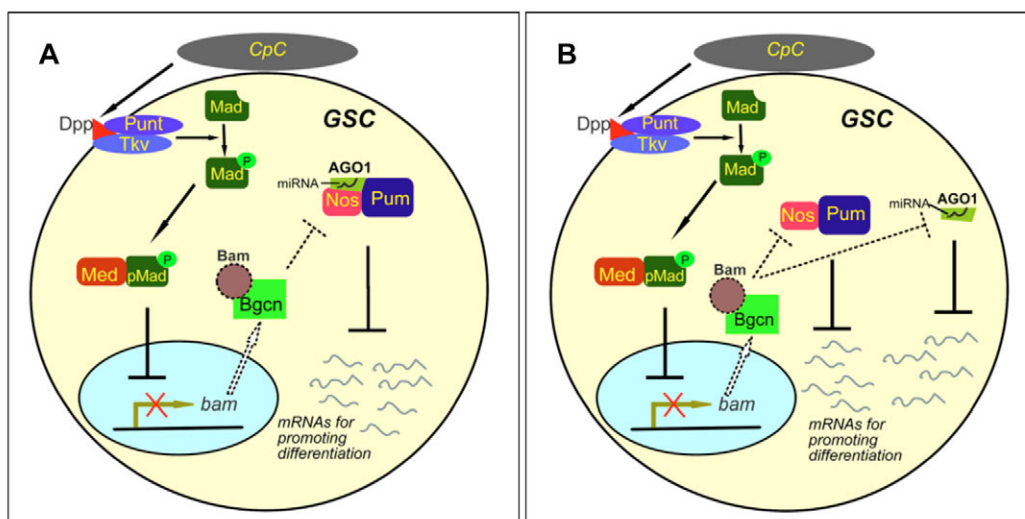 A
CpC
Dpp
Punt
Tkv
Mad
GSC
Mad
P
miRNA
AGO1
Nos
Pum
P
Med
pMad
Bam
Bgcn
bam
mRNAs for
promoting
differentiation
B
CpC
Dpp
Punt
Tkv
Mad
GSC
Mad
P
Nos
Pum
miRNA
AGO1
P
Med
pMad
Bam
Bgcn
bam
mRNAs for
promoting
differentiation